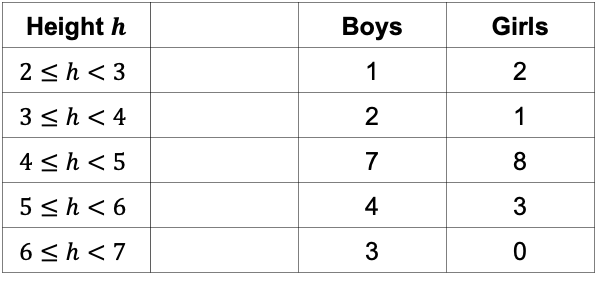 Height ℎ Boys Girls
2 ≤ ℎ < 3 1 2
3 ≤ ℎ < 4 2 1
4 ≤ ℎ < 5 7 8
5 ≤ ℎ < 6 4 3
6 ≤ ℎ < 7 3 0